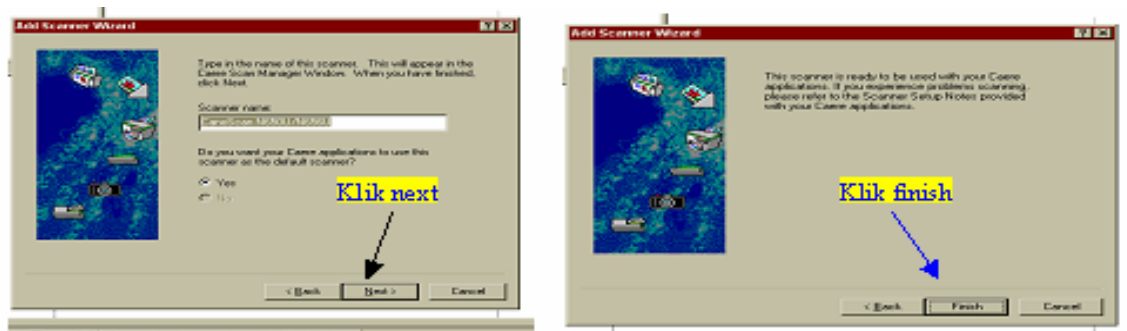 Add Scanner Wizard
Type in the name of this scanner. This will appear in the
Caere Scan Manager Window. When you have finished,
click Next.
Scanner name:
Do you want your Caere applications to use this
scanner as the default scanner?
Yes
No
Klik next
< Back
Next >
Cancel
Add Scanner Wizard
This scanner is ready to be used with your Caere
applications. If you experience problems scanning,
please refer to the Scanner Setup Notes provided
with your Caere applications.
Klik finish
< Back
Finish
Cancel